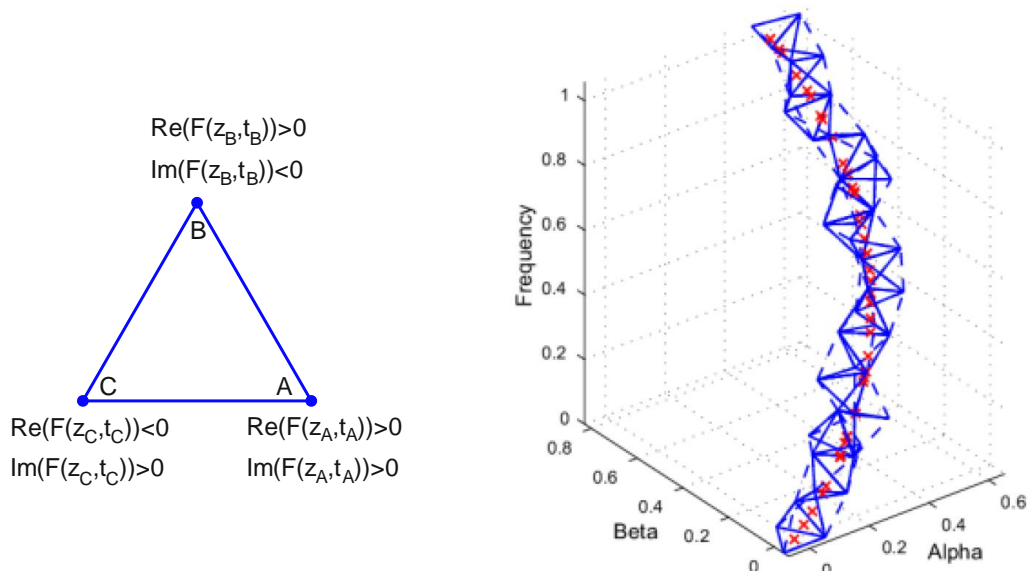 Re(F(z_B,t_B))>0
Im(F(z_B,t_B))<0
B
C
A
Re(F(z_C,t_C))<0
Im(F(z_C,t_C))>0
Re(F(z_A,t_A))>0
Im(F(z_A,t_A))>0
1
0.8
0.6
0.4
0.2
0
Frequency
0.8
0.6
0.4
0.2
0
Beta
0
0.2
0.4
0.6
Alpha